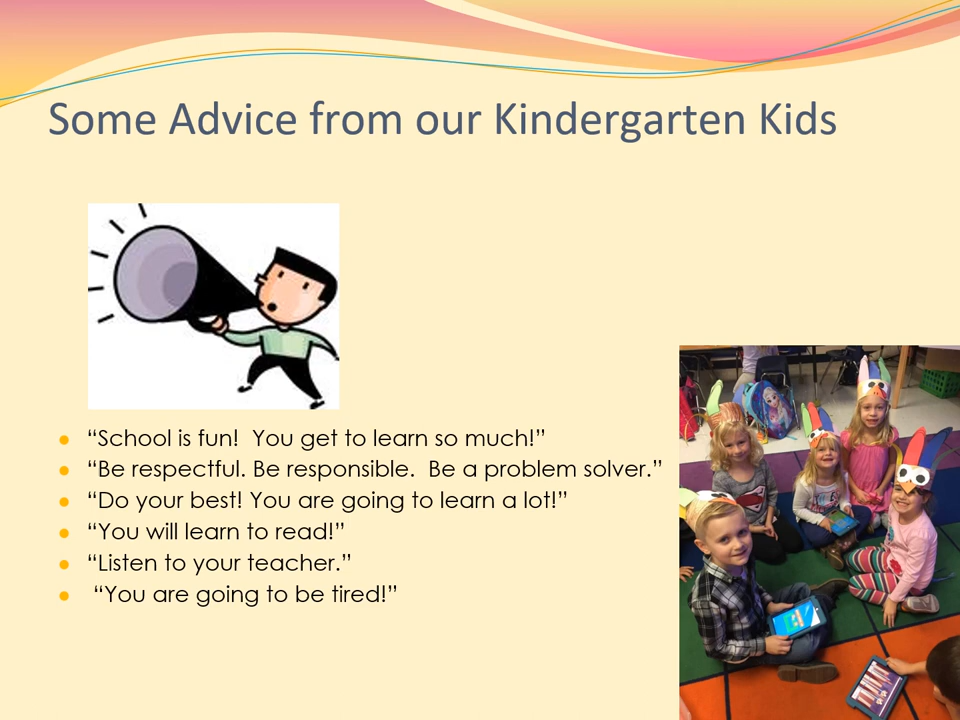 Some Advice from our Kindergarten Kids
“School is fun!  You get to learn so much!”
“Be respectful. Be responsible.  Be a problem solver.”
“Do your best! You are going to learn a lot!”
“You will learn to read!”
“Listen to your teacher.”
“You are going to be tired!”